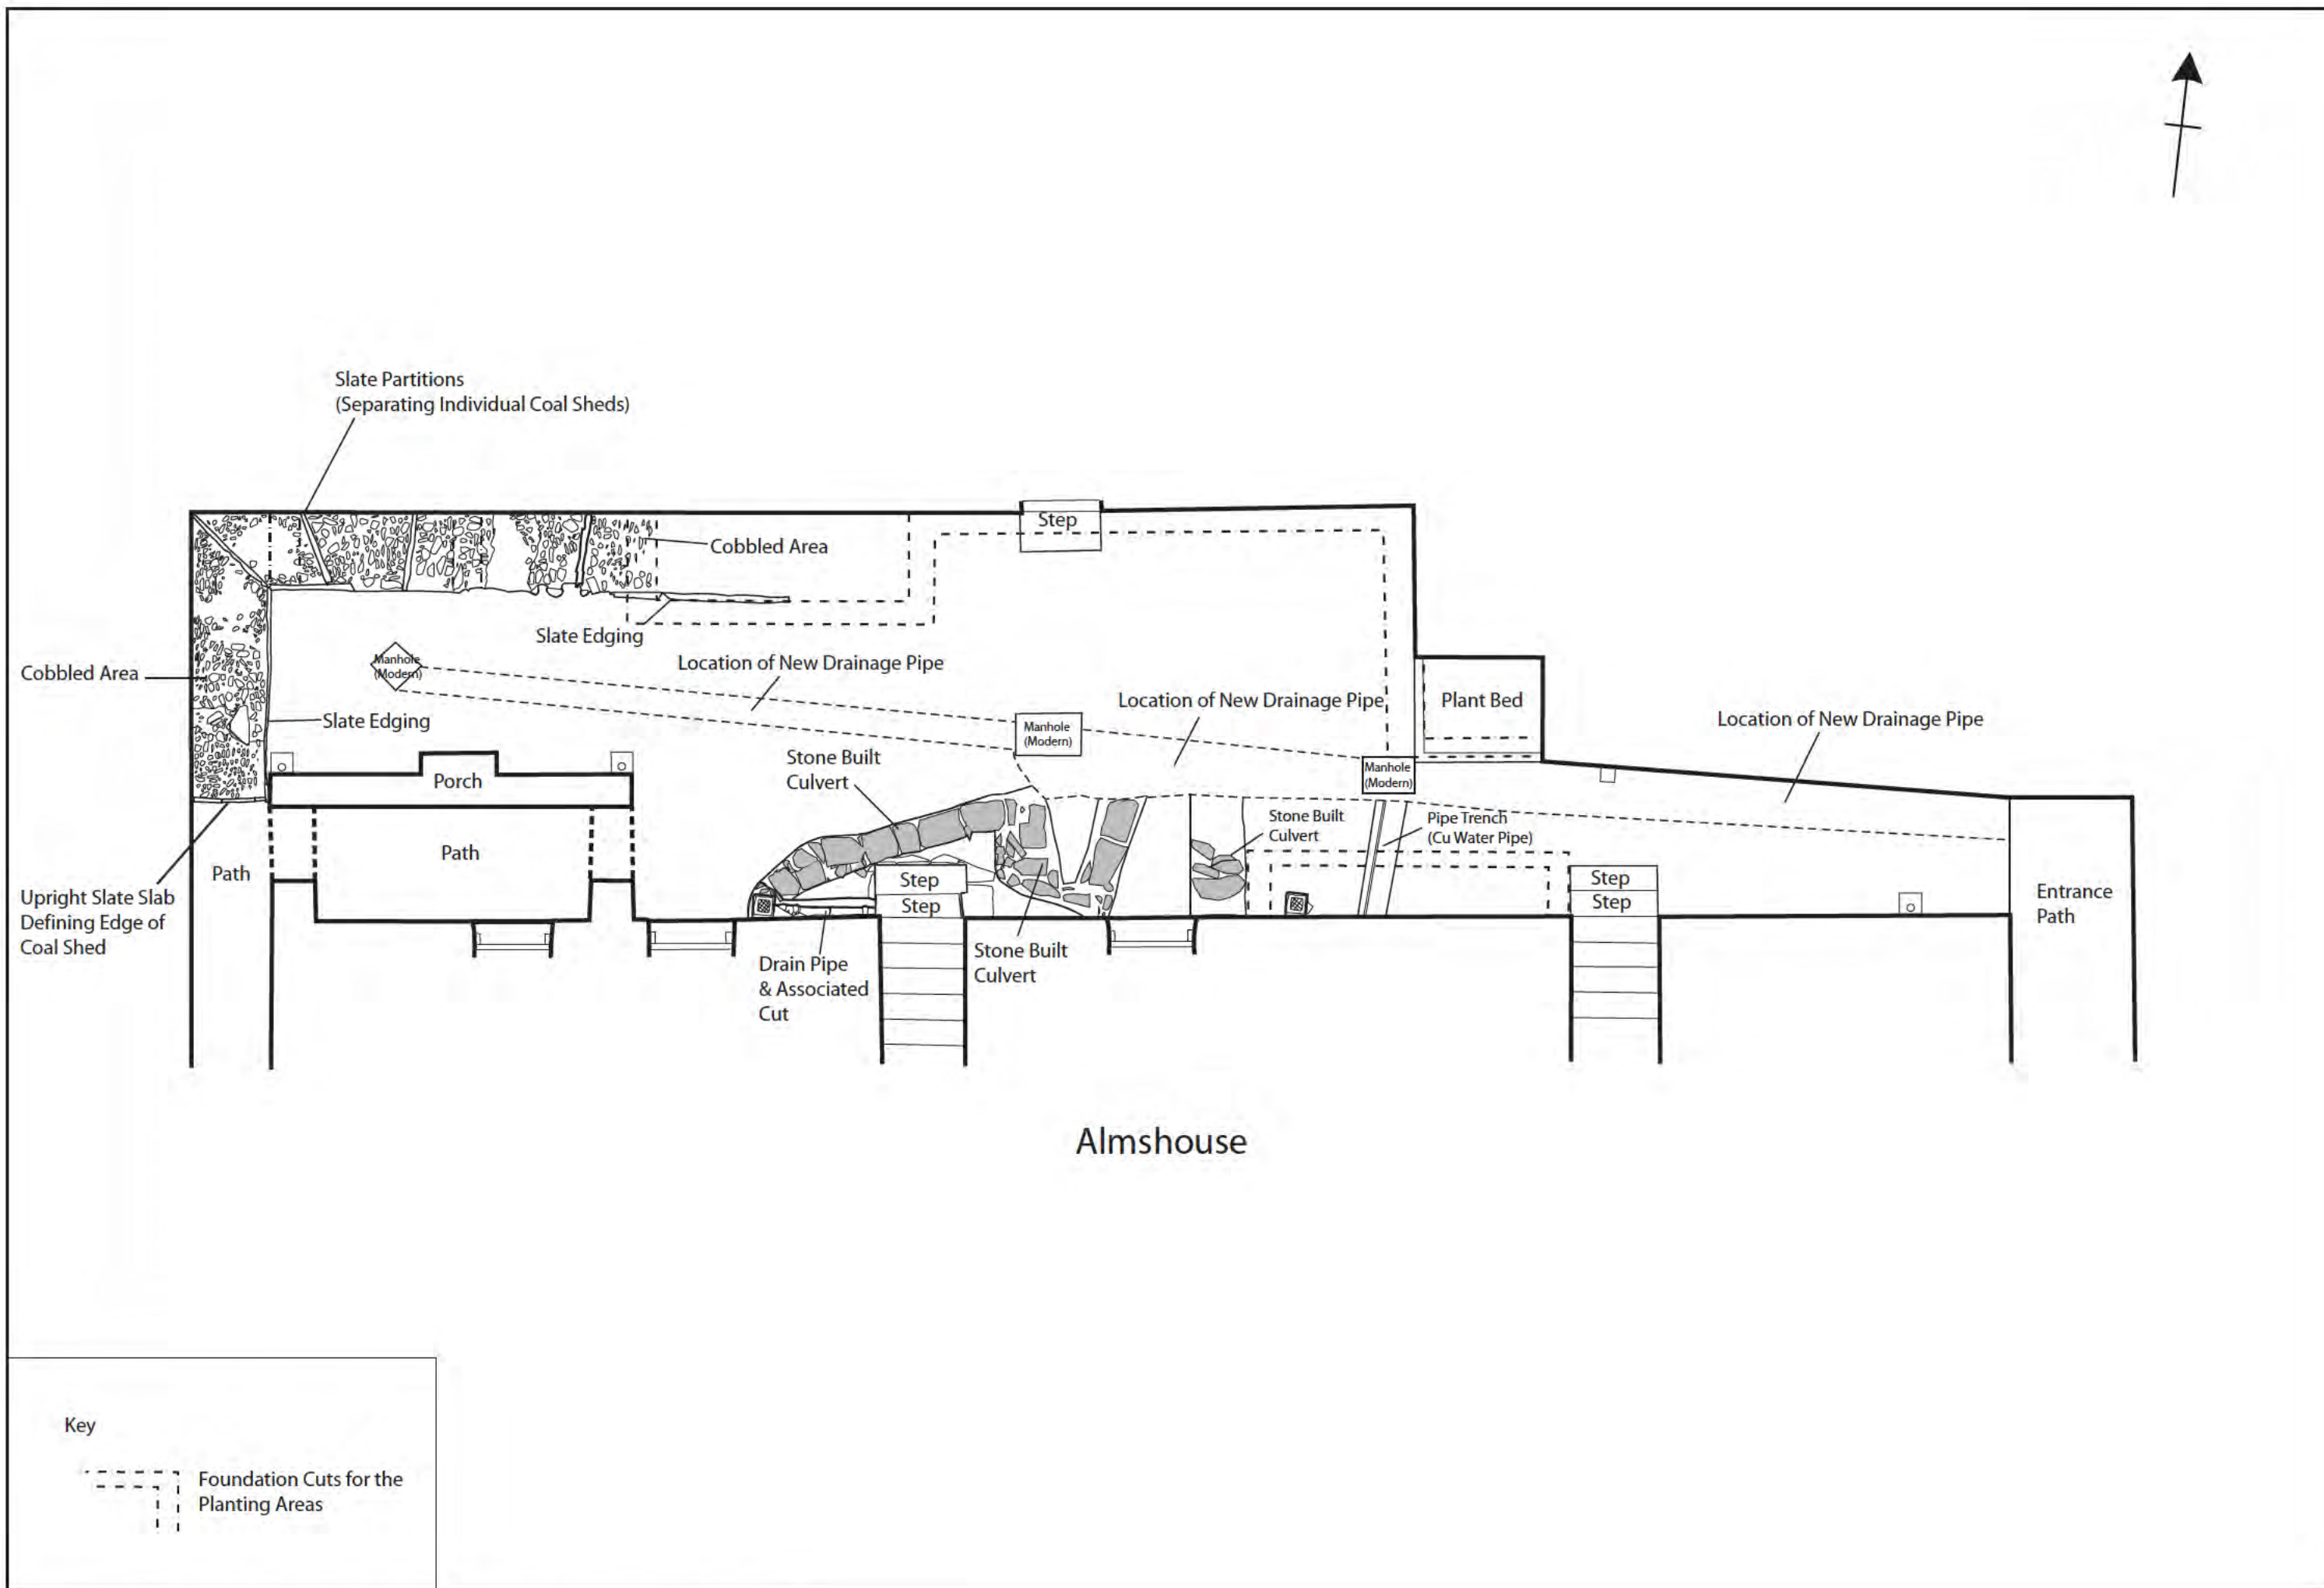 Slate Partitions
(Separating Individual Coal Sheds)
Step
Cobbled Area
Slate Edging
Cobbled Area
Manhole
(Modern)
Location of New Drainage Pipe
Location of New Drainage Pipe
Plant Bed
Location of New Drainage Pipe
Slate Edging
Manhole
(Modern)
Stone Built
Culvert
Manhole
(Modern)
Porch
Stone Built
Culvert
Pipe Trench
(Cu Water Pipe)
Path
Path
Upright Slate Slab
Defining Edge of
Coal Shed
Step
Step
Step
Step
Entrance
Path
Drain Pipe
& Associated
Cut
Stone Built
Culvert
Almshouse
Key
Foundation Cuts for the
Planting Areas